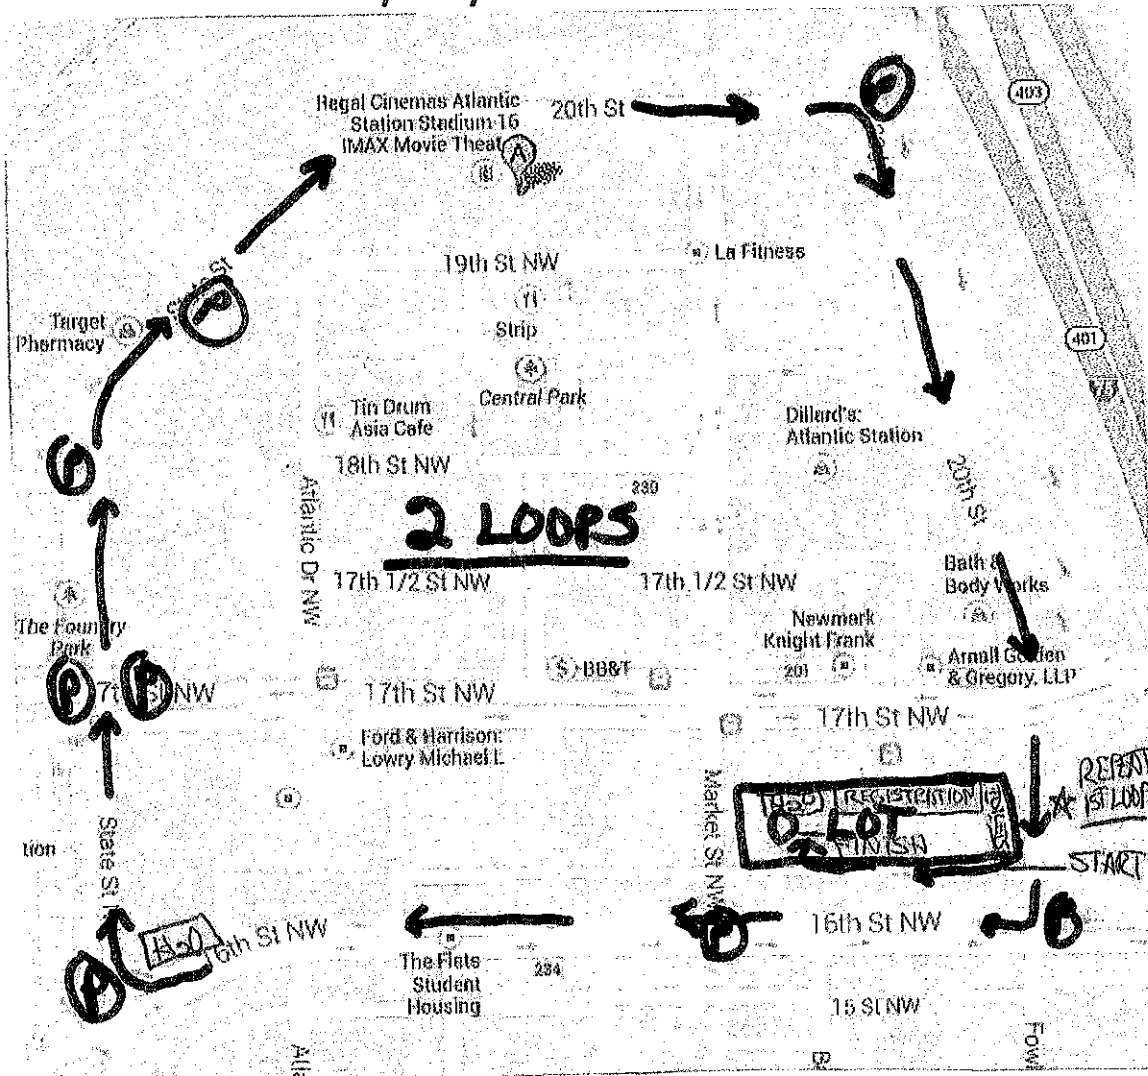 Regal Cinemas Atlantic
Station Stadium 16
IMAX Movie Theat
A
20th St
P
403
19th St NW
La Fitness
Strip
Central Park
Target
Pharmacy
P
401
Tin Drum
Asia Cafe
Dillard's:
Atlantic Station
P
18th St NW
230
2 LOOPS
Atlantic Dr NW
20th St
17th 1/2 St NW
17th 1/2 St NW
Bath &
Body Works
The Foundry
Park
Newmark
Knight Frank
201
Arnall Golden
& Gregory, LLP
$
BB&T
P
P
17th St NW
17th St NW
Ford & Harrison:
Lowry Michael L
Market St NW
H2O
REGISTRATION
O LOT
FINISH
REPEAT
1ST LOOP
START
tion
State St
P
H2O
16th St NW
P
16th St NW
P
The Flats
Student
Housing
234
15 St NW
Fowl